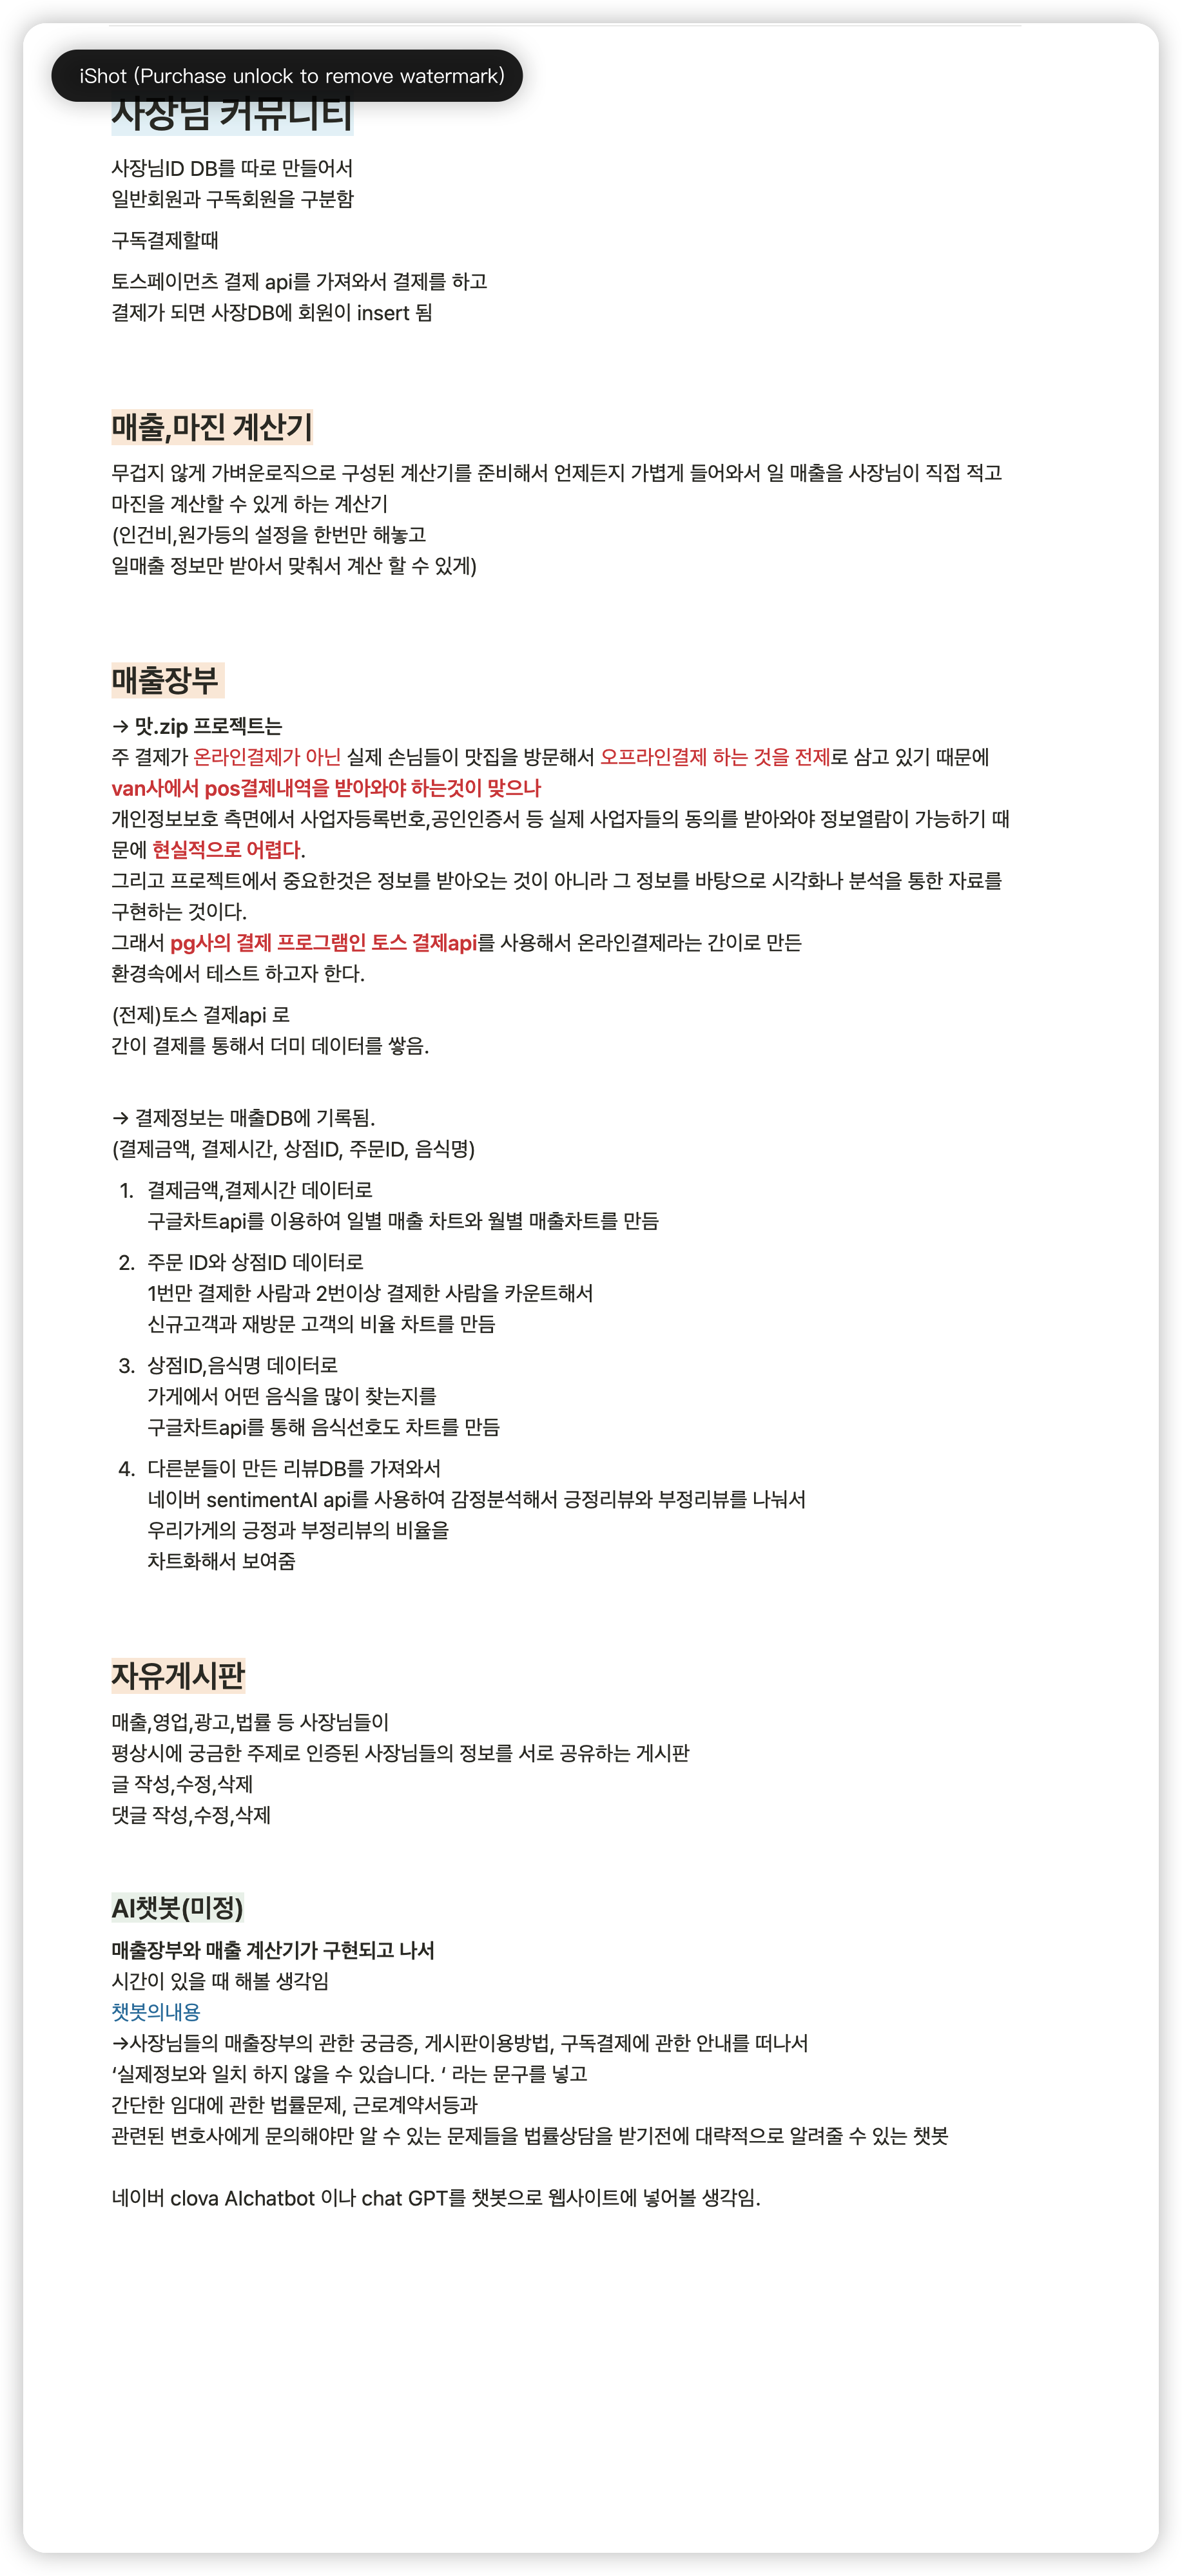 iShot (Purchase unlock to remove watermark)
사장님 커뮤니티
사장님ID DB를 따로 만들어서
일반회원과 구독회원을 구분함
구독결제할때
토스페이먼츠 결제 api를 가져와서 결제를 하고
결제가 되면 사장DB에 회원이 insert 됨
매출,마진 계산기
무겁지 않게 가벼운로직으로 구성된 계산기를 준비해서 언제든지 가볍게 들어와서 일 매출을 사장님이 직접 적고
마진을 계산할 수 있게 하는 계산기
(인건비,원가등의 설정을 한번만 해놓고
일매출 정보만 받아서 맞춰서 계산 할 수 있게)
매출장부
→ 맛.zip 프로젝트는
주 결제가 온라인결제가 아닌 실제 손님들이 맛집을 방문해서 오프라인결제 하는 것을 전제로 삼고 있기 때문에
van사에서 pos결제내역을 받아와야 하는것이 맞으나
개인정보보호 측면에서 사업자등록번호,공인인증서 등 실제 사업자들의 동의를 받아와야 정보열람이 가능하기 때
문에 현실적으로 어렵다.
그리고 프로젝트에서 중요한것은 정보를 받아오는 것이 아니라 그 정보를 바탕으로 시각화나 분석을 통한 자료를
구현하는 것이다.
그래서 pg사의 결제 프로그램인 토스 결제api를 사용해서 온라인결제라는 간이로 만든
환경속에서 테스트 하고자 한다.
(전제)토스 결제api 로
간이 결제를 통해서 더미 데이터를 쌓음.
→ 결제정보는 매출DB에 기록됨.
(결제금액, 결제시간, 상점ID, 주문ID, 음식명)
1. 결제금액,결제시간 데이터로
구글차트api를 이용하여 일별 매출 차트와 월별 매출차트를 만듬
2. 주문 ID와 상점ID 데이터로
1번만 결제한 사람과 2번이상 결제한 사람을 카운트해서
신규고객과 재방문 고객의 비율 차트를 만듬
3. 상점ID,음식명 데이터로
가게에서 어떤 음식을 많이 찾는지를
구글차트api를 통해 음식선호도 차트를 만듬
4. 다른분들이 만든 리뷰DB를 가져와서
네이버 sentimentAI api를 사용하여 감정분석해서 긍정리뷰와 부정리뷰를 나눠서
우리가게의 긍정과 부정리뷰의 비율을
차트화해서 보여줌
자유게시판
매출,영업,광고,법률 등 사장님들이
평상시에 궁금한 주제로 인증된 사장님들의 정보를 서로 공유하는 게시판
글 작성,수정,삭제
댓글 작성,수정,삭제
AI챗봇(미정)
매출장부와 매출 계산기가 구현되고 나서
시간이 있을 때 해볼 생각임
챗봇의내용
→사장님들의 매출장부의 관한 궁금증, 게시판이용방법, 구독결제에 관한 안내를 떠나서
‘실제정보와 일치 하지 않을 수 있습니다. ‘ 라는 문구를 넣고
간단한 임대에 관한 법률문제, 근로계약서등과
관련된 변호사에게 문의해야만 알 수 있는 문제들을 법률상담을 받기전에 대략적으로 알려줄 수 있는 챗봇
네이버 clova AIchatbot 이나 chat GPT를 챗봇으로 웹사이트에 넣어볼 생각임.